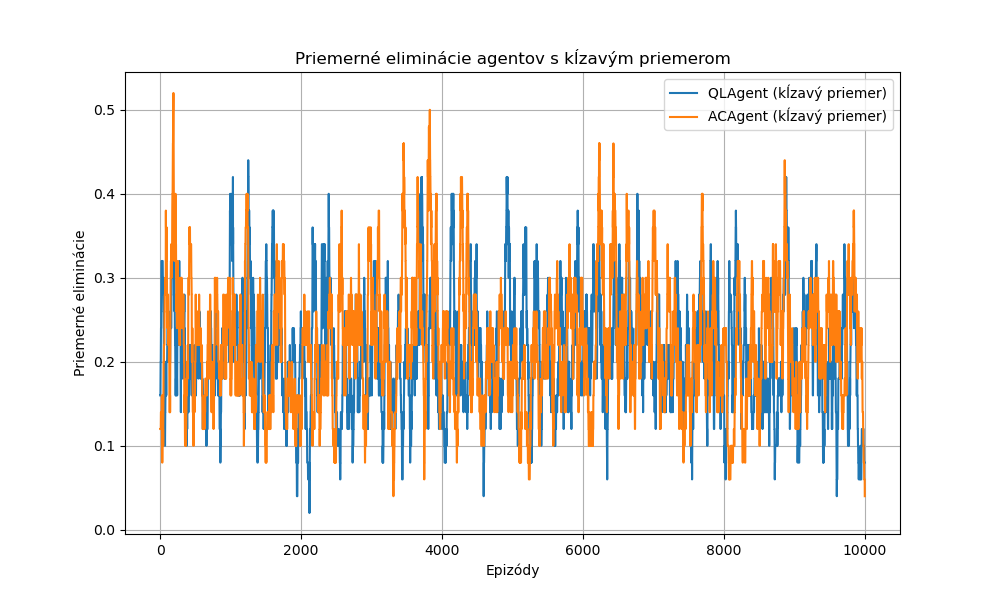 Priemerné eliminácie agentov s kĺzavým priemerom
QLAgent (kĺzavý priemer)
ACAgent (kĺzavý priemer)
Priemerné eliminácie
0.5
0.4
0.3
0.2
0.1
0.0
0
2000
4000
6000
8000
10000
Epizódy